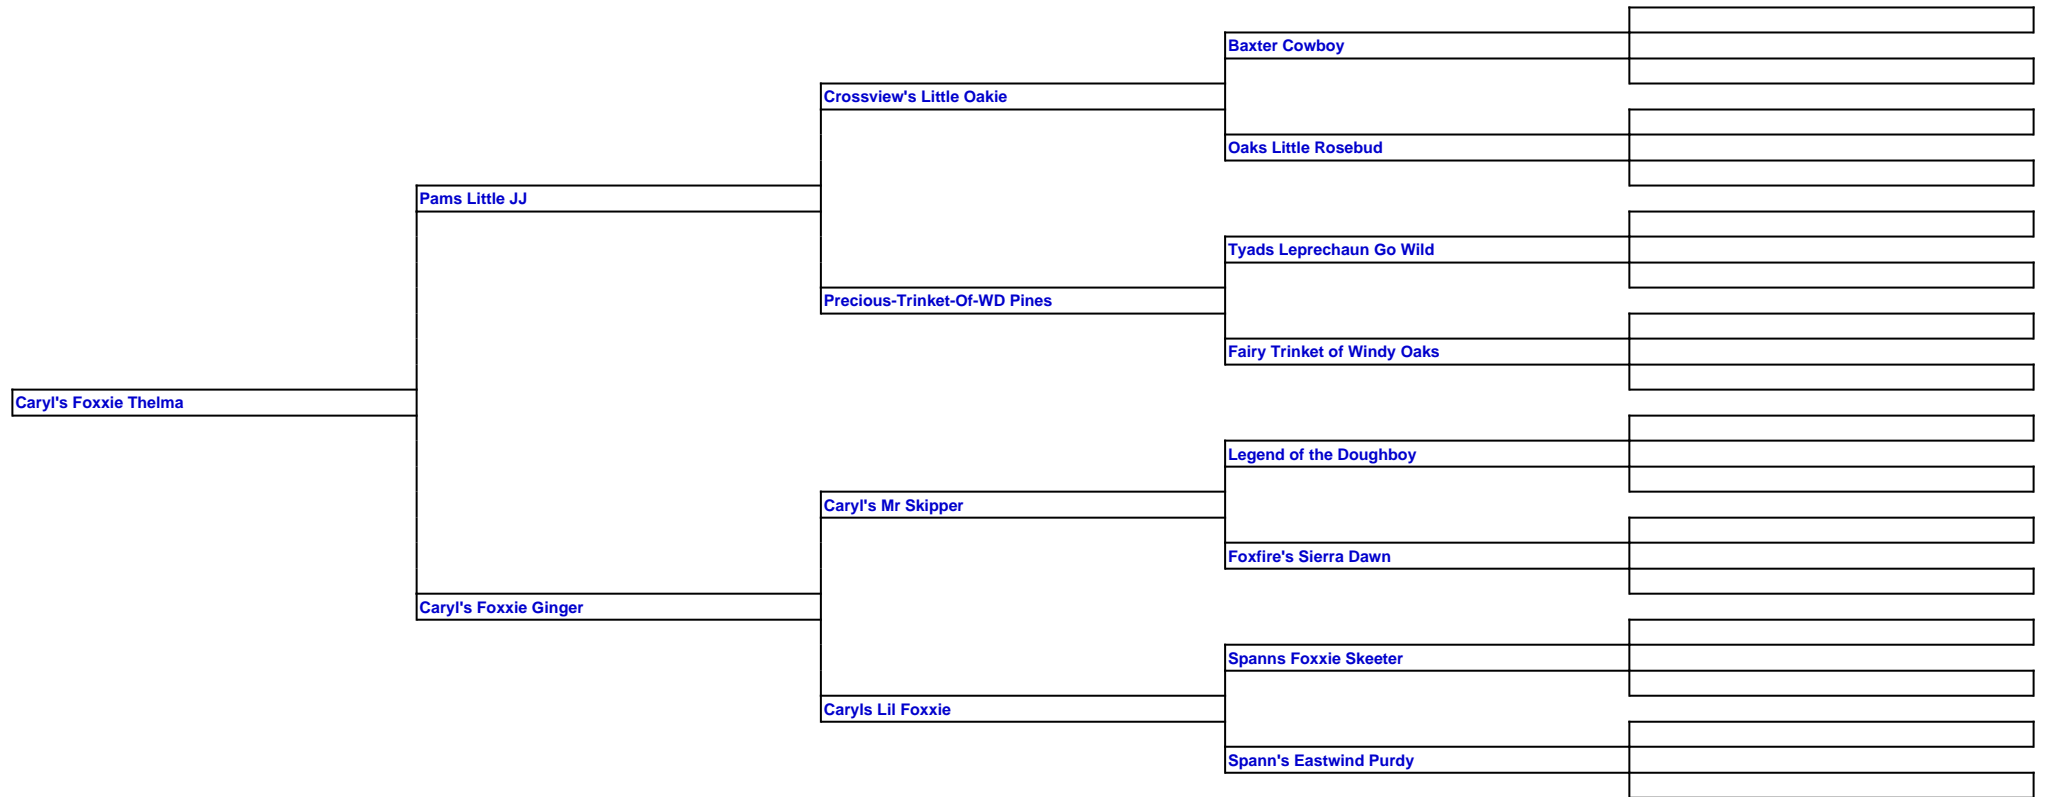 Baxter Cowboy
Crossview's Little Oakie
Oaks Little Rosebud
Pams Little JJ
Tyads Leprechaun Go Wild
Precious-Trinket-Of-WD Pines
Fairy Trinket of Windy Oaks
Caryl's Foxxie Thelma
Legend of the Doughboy
Caryl's Mr Skipper
Foxfire's Sierra Dawn
Caryl's Foxxie Ginger
Spanns Foxxie Skeeter
Caryls Lil Foxxie
Spann's Eastwind Purdy